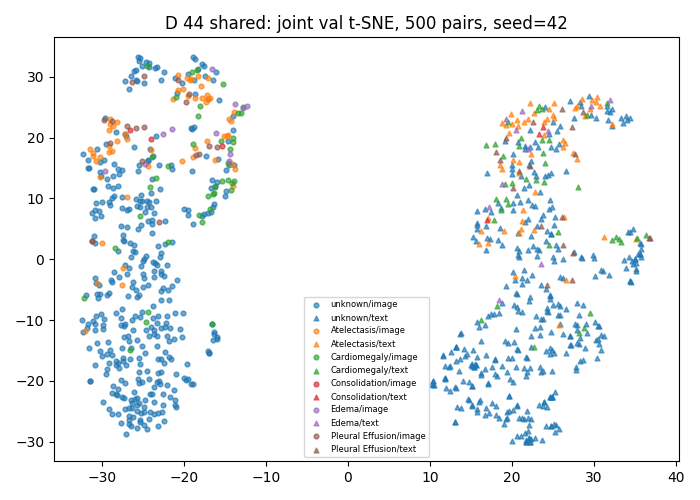 D 44 shared: joint val t-SNE, 500 pairs, seed=42
30
20
10
0
−10
−20
−30
unknown/image
unknown/text
Atelectasis/image
Atelectasis/text
Cardiomegaly/image
Cardiomegaly/text
Consolidation/image
Consolidation/text
Edema/image
Edema/text
Pleural Effusion/image
Pleural Effusion/text
−30 −20 −10 0 10 20 30 40